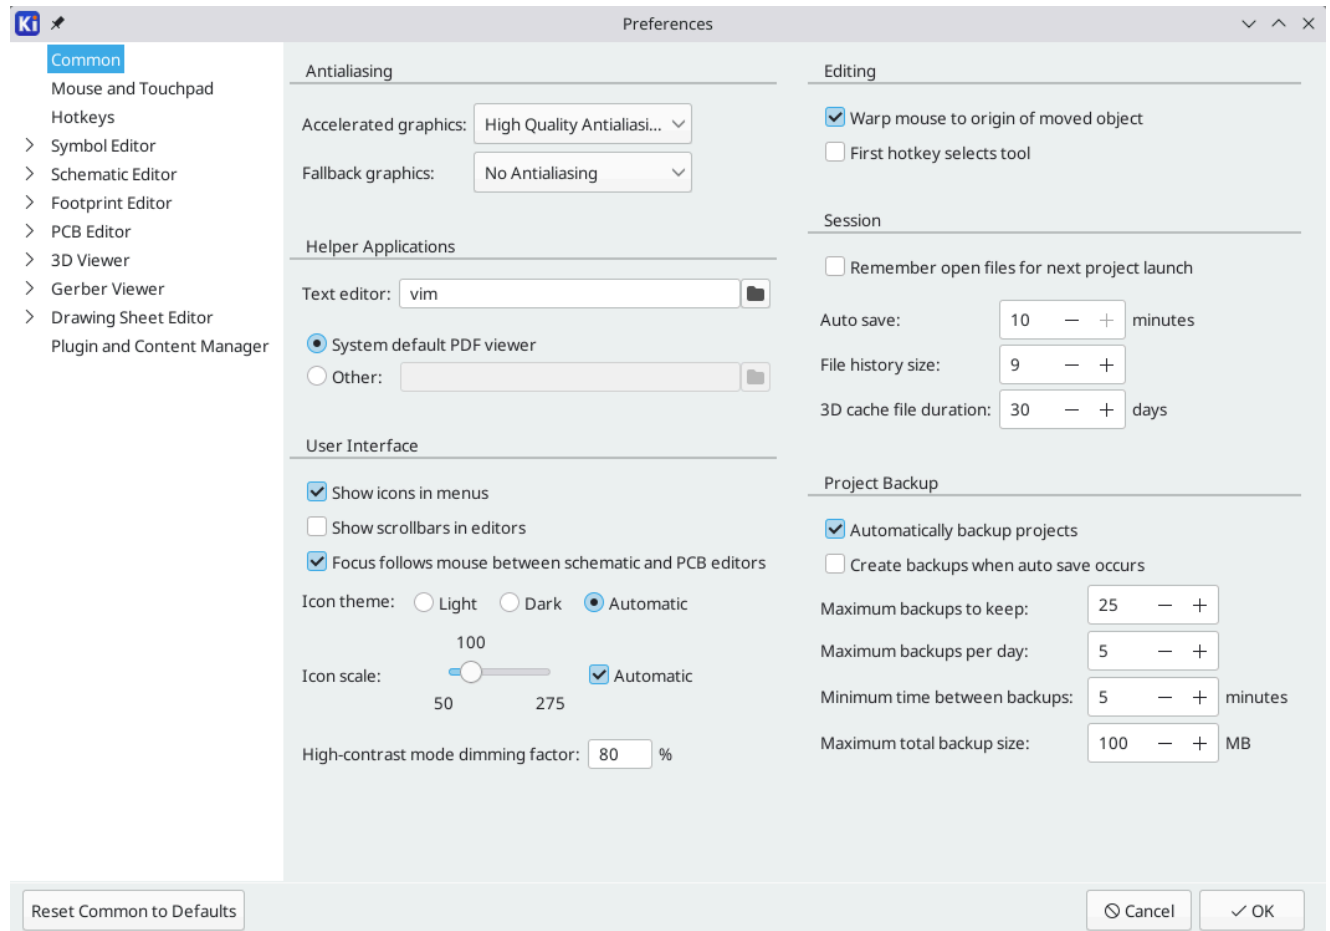 Ki
Preferences
Common
Mouse and Touchpad
Hotkeys
Symbol Editor
Schematic Editor
Footprint Editor
PCB Editor
3D Viewer
Gerber Viewer
Drawing Sheet Editor
Plugin and Content Manager
Antialiasing
Accelerated graphics: High Quality Antialiasi...
Fallback graphics: No Antialiasing
Helper Applications
Text editor: vim
System default PDF viewer
Other:
User Interface
Show icons in menus
Show scrollbars in editors
Focus follows mouse between schematic and PCB editors
Icon theme: Light Dark Automatic
100
Icon scale: Automatic
50 275
High-contrast mode dimming factor: 80 %
Editing
Warp mouse to origin of moved object
First hotkey selects tool
Session
Remember open files for next project launch
Auto save: 10 minutes
File history size: 9
3D cache file duration: 30 days
Project Backup
Automatically backup projects
Create backups when auto save occurs
Maximum backups to keep: 25
Maximum backups per day: 5
Minimum time between backups: 5 minutes
Maximum total backup size: 100 MB
Reset Common to Defaults
Cancel
OK